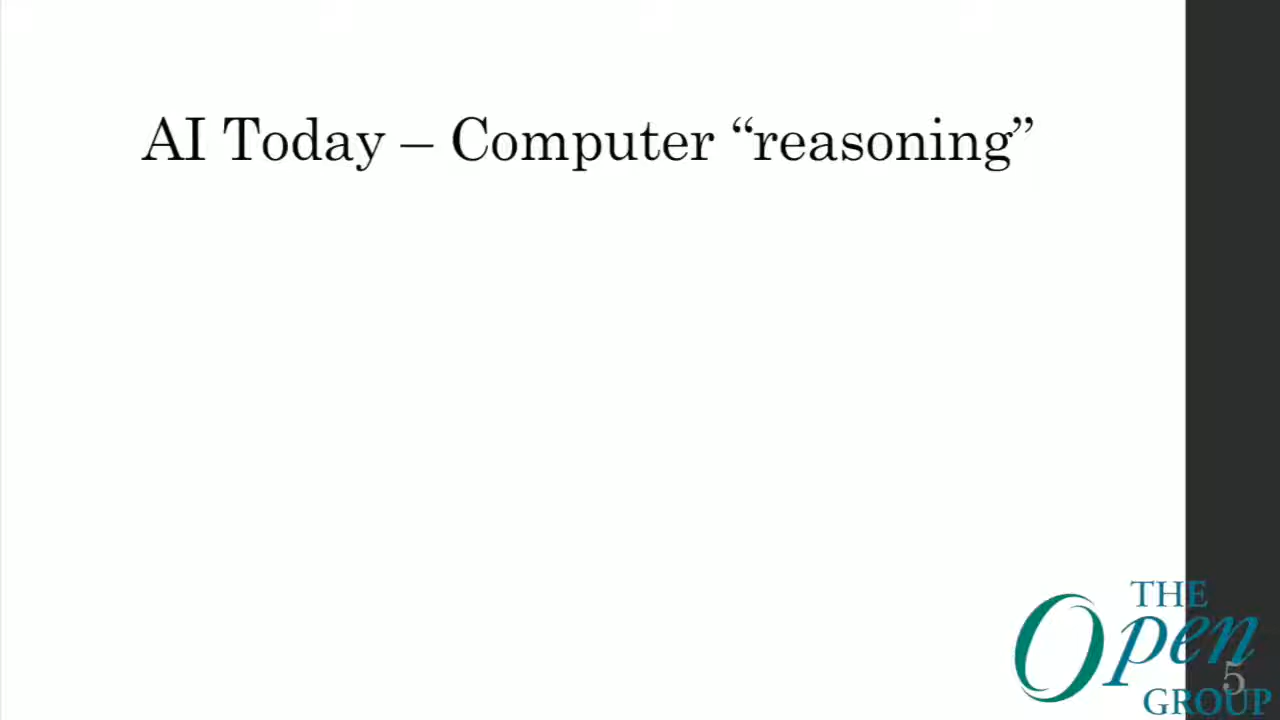 AI Today – Computer “reasoning”
THE
Open
5
GROUP